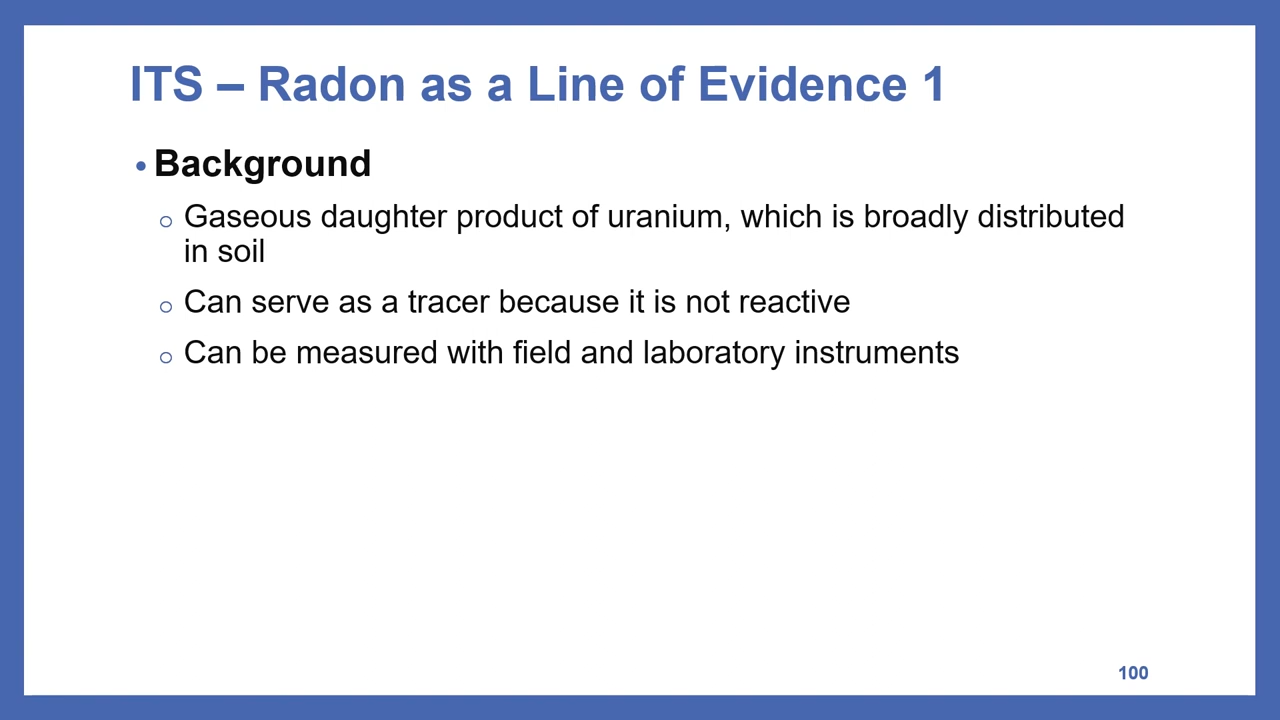 ITS – Radon as a Line of Evidence 1
• Background
o Gaseous daughter product of uranium, which is broadly distributed
in soil
o Can serve as a tracer because it is not reactive
o Can be measured with field and laboratory instruments
100